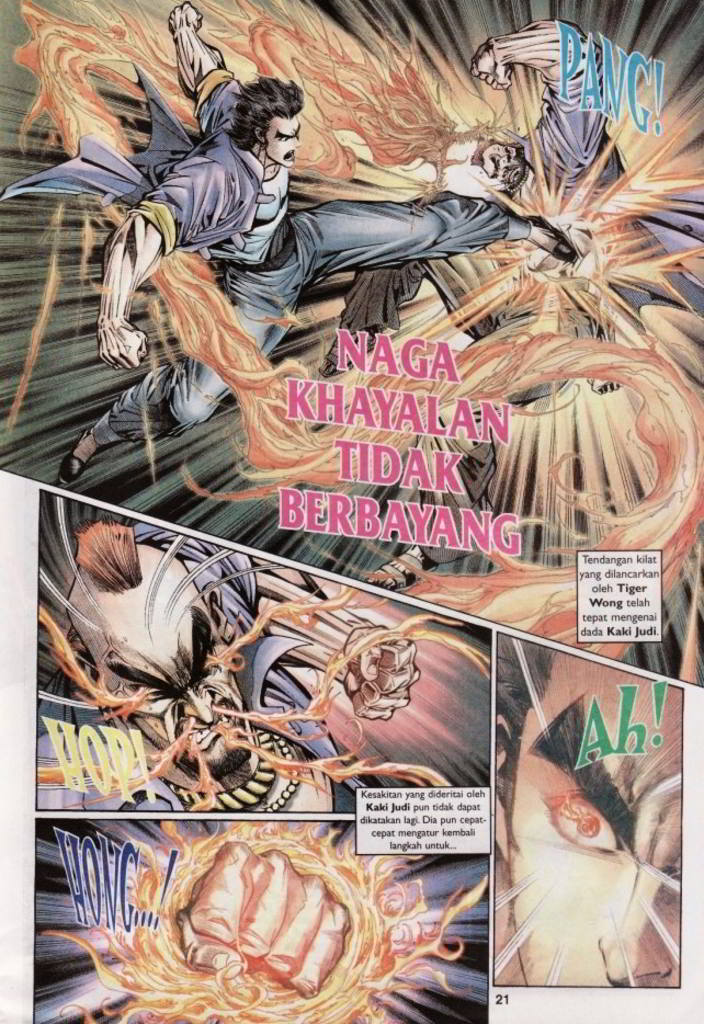 PANG!
NAGA
KHAYALAN
TIDAK
BERBAYANG
Tendangan kilat
yang dilancarkan
oleh Tiger
Wong telah
tepat mengenai
dada Kaki Judi.
HOP!
Kesakitan yang dideritai oleh
Kaki Judi pun tidak dapat
dikatakan lagi. Dia pun cepat-
cepat mengatur kembali
langkah untuk...
Ah!
HONG....!
21